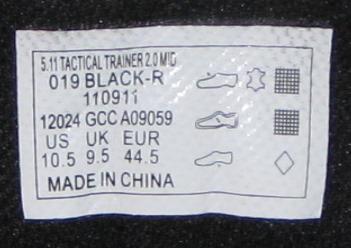 5.11 TACTICAL TRAINER 2.0 MID
019 BLACK-R
110911
12024 GCC A09059
US UK EUR
10.5 9.5 44.5
MADE IN CHINA